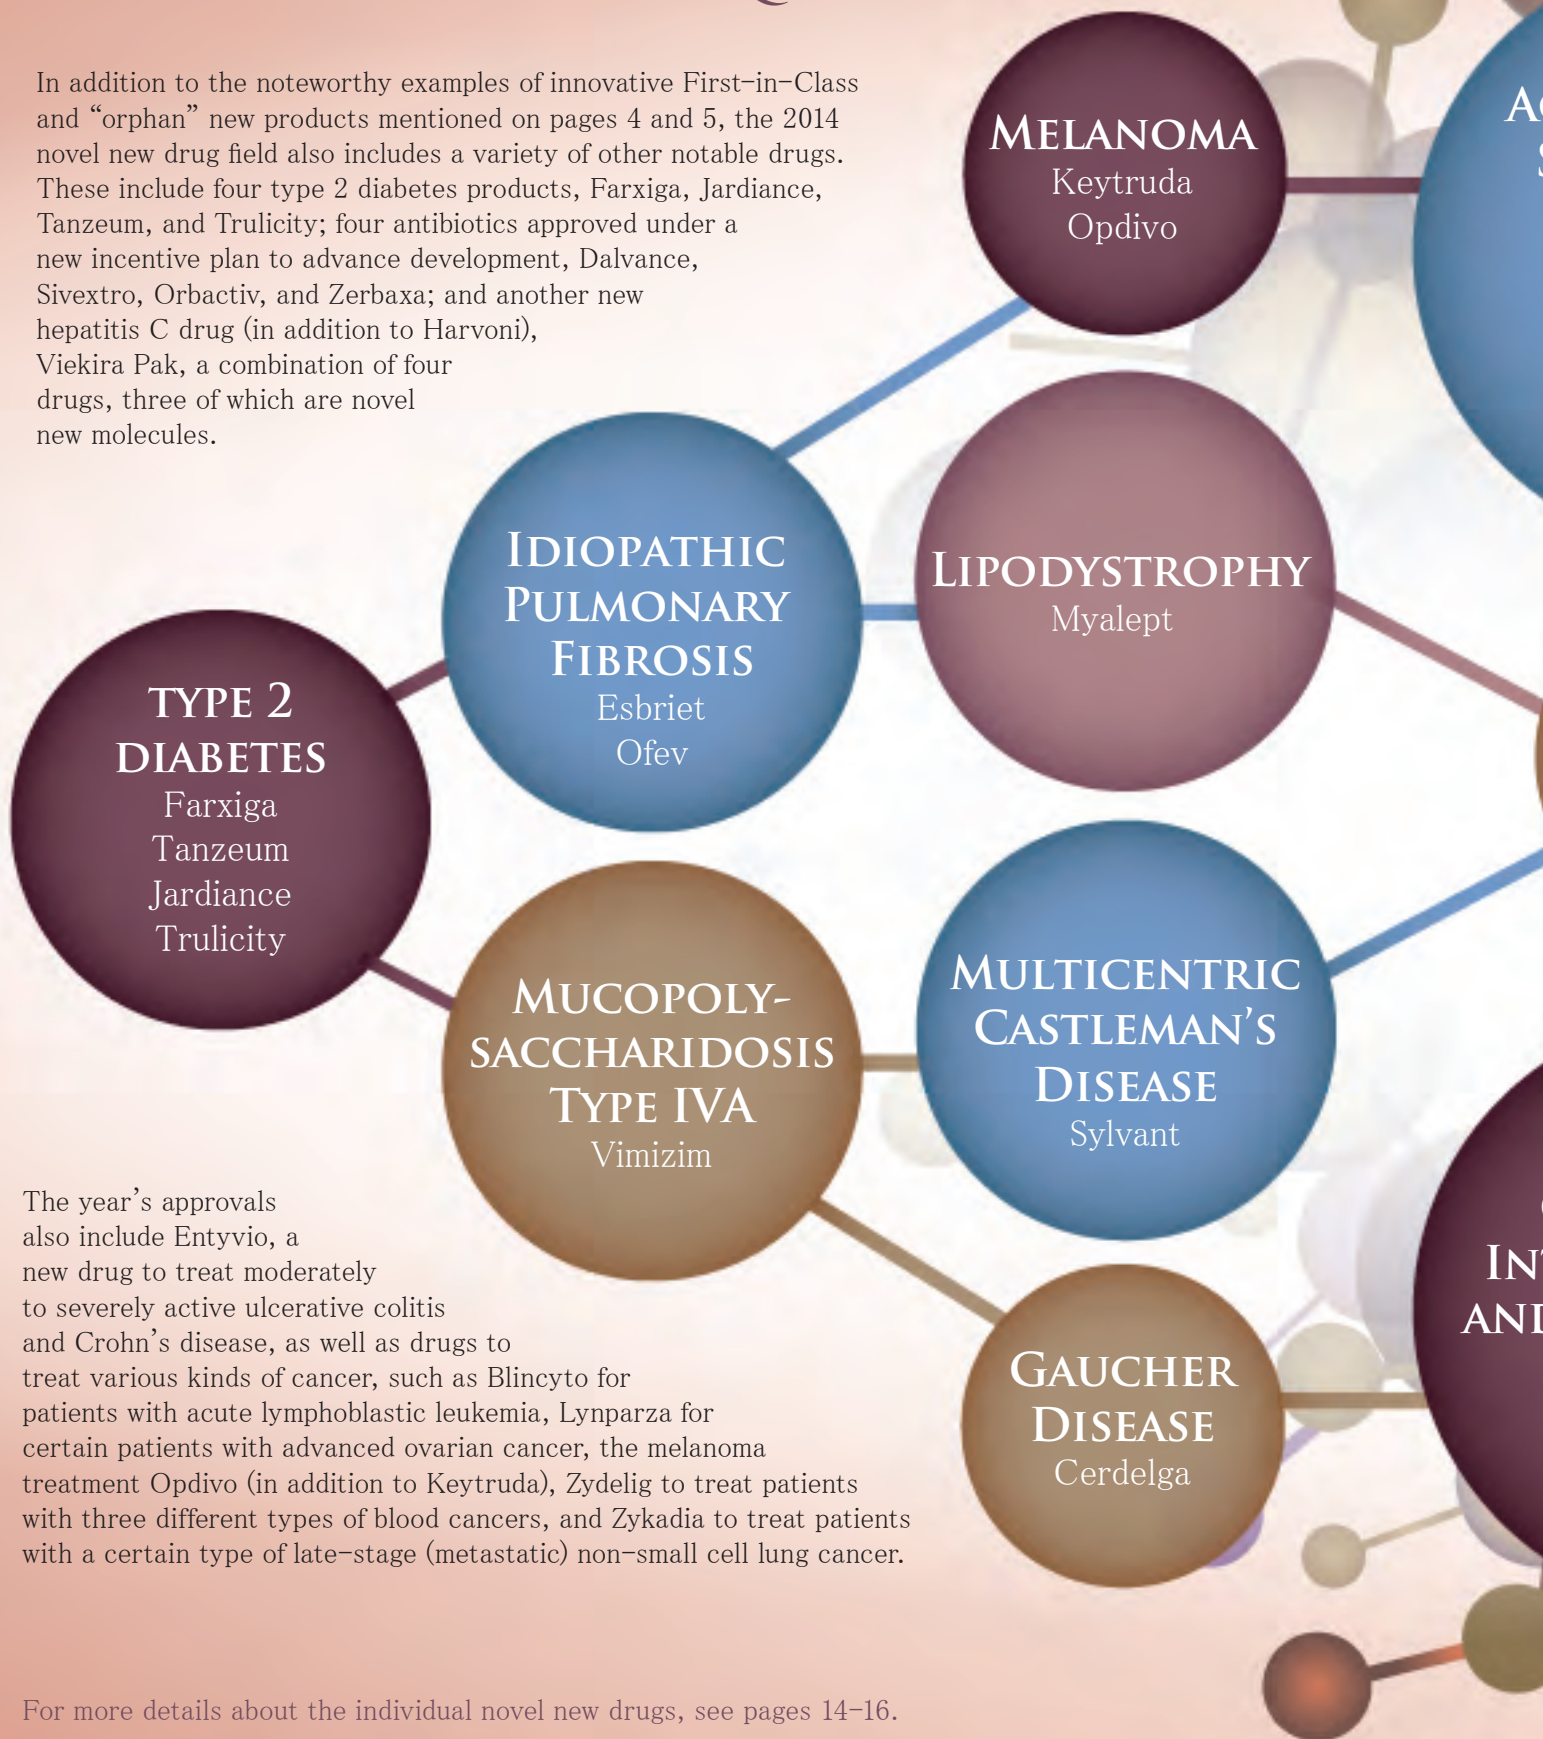 In addition to the noteworthy examples of innovative First-in-Class
and “orphan” new products mentioned on pages 4 and 5, the 2014
novel new drug field also includes a variety of other notable drugs.
These include four type 2 diabetes products, Farxiga, Jardiance,
Tanzeum, and Trulicity; four antibiotics approved under a
new incentive plan to advance development, Dalvance,
Sivextro, Orbactiv, and Zerbaxa; and another new
hepatitis C drug (in addition to Harvoni),
Viekira Pak, a combination of four
drugs, three of which are novel
new molecules.
MELANOMA
Keytruda
Opdivo
IDIOPATHIC
PULMONARY
FIBROSIS
Esbriet
Ofev
LIPODYSTROPHY
Myalept
TYPE 2
DIABETES
Farxiga
Tanzeum
Jardiance
Trulicity
MUCOPOLY-
SACCHARIDOSIS
TYPE IVA
Vimizim
MULTICENTRIC
CASTLEMAN’S
DISEASE
Sylvant
GAUCHER
DISEASE
Cerdelga
The year’s approvals
also include Entyvio, a
new drug to treat moderately
to severely active ulcerative colitis
and Crohn’s disease, as well as drugs to
treat various kinds of cancer, such as Blincyto for
patients with acute lymphoblastic leukemia, Lynparza for
certain patients with advanced ovarian cancer, the melanoma
treatment Opdivo (in addition to Keytruda), Zydelig to treat patients
with three different types of blood cancers, and Zykadia to treat patients
with a certain type of late-stage (metastatic) non-small cell lung cancer.
For more details about the individual novel new drugs, see pages 14-16.